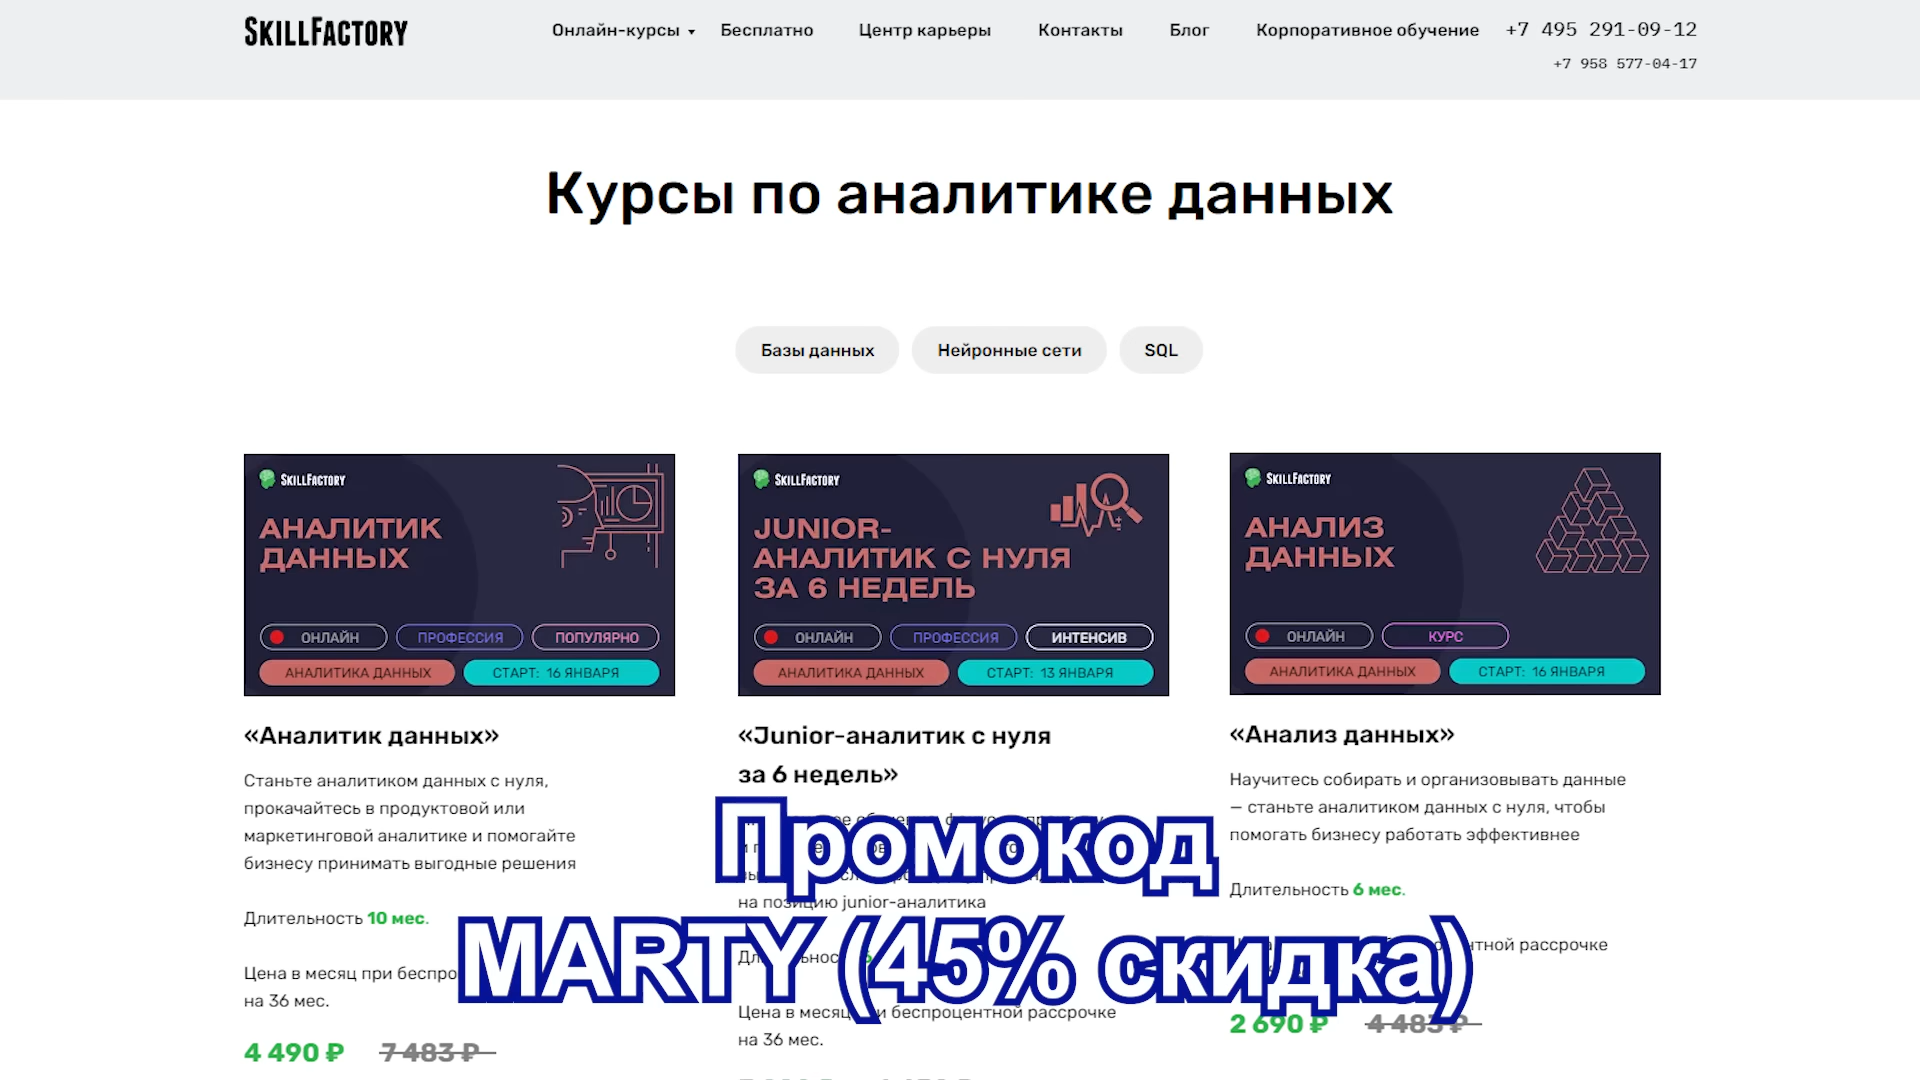 SKILLFACTORY
Онлайн-курсы
Бесплатно
Центр карьеры
Контакты
Блог
Корпоративное обучение
+7 495 291-09-12
+7 958 577-04-17
Курсы по аналитике данных
Базы данных
Нейронные сети
SQL
SKILLFACTORY
АНАЛИТИК
ДАННЫХ
ОНЛАЙН
ПРОФЕССИЯ
ПОПУЛЯРНО
АНАЛИТИКА ДАННЫХ
СТАРТ: 16 ЯНВАРЯ
«Аналитик данных»
Станьте аналитиком данных с нуля,
прокачайтесь в продуктовой или
маркетинговой аналитике и помогайте
бизнесу принимать выгодные решения
Длительность 10 мес.
Цена в месяц при
на 36 мес.
4 490 ₽ 7 483 ₽
SKILLFACTORY
JUNIOR-
АНАЛИТИК С НУЛЯ
ЗА 6 НЕДЕЛЬ
ОНЛАЙН
ПРОФЕССИЯ
ИНТЕНСИВ
АНАЛИТИКА ДАННЫХ
СТАРТ: 13 ЯНВАРЯ
«Junior-аналитик с нуля
за 6 недель»
на позицию junior-аналитика
Цена в месяц и беспроцентной рассрочке
на 36 мес.
SKILLFACTORY
АНАЛИЗ
ДАННЫХ
ОНЛАЙН
КУРС
АНАЛИТИКА ДАННЫХ
СТАРТ: 16 ЯНВАРЯ
«Анализ данных»
Научитесь собирать и организовывать данные
— станьте аналитиком данных с нуля, чтобы
помогать бизнесу работать эффективнее
Длительность 6 мес.
рассрочке
2 690 ₽ 4 483 ₽
Промокод
MARTY (45% скидка)